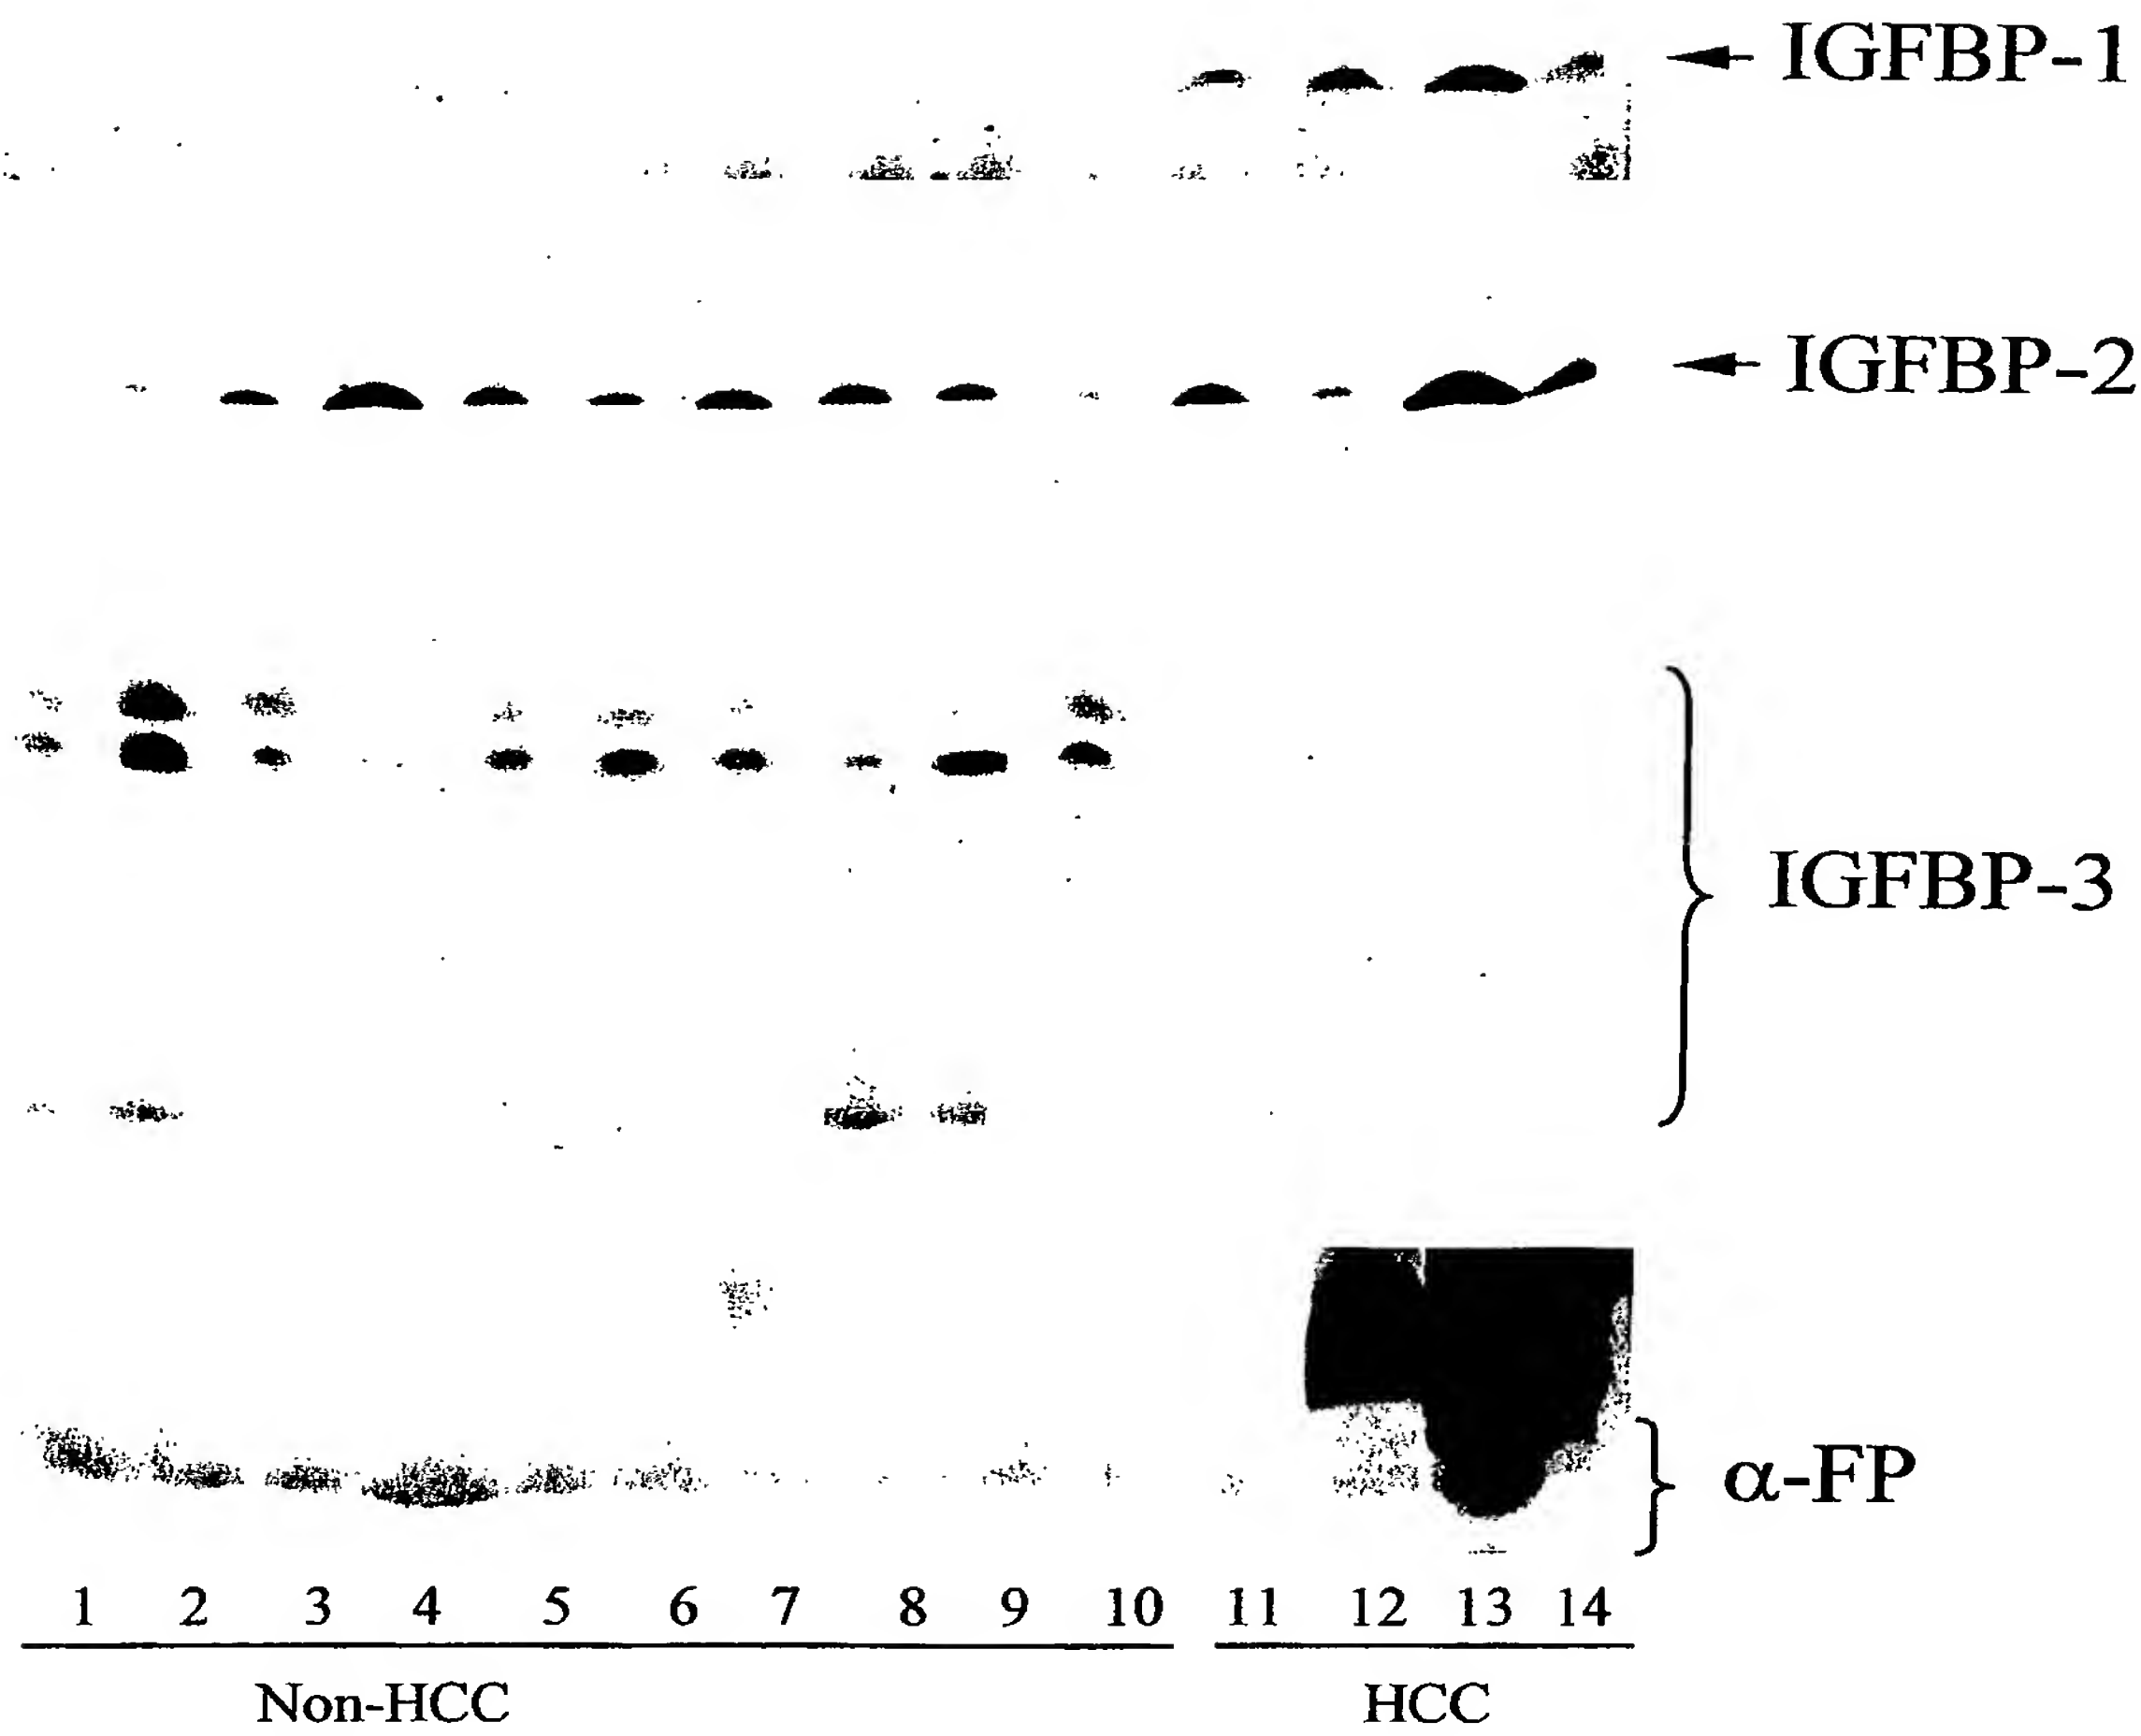 IGFBP-1
IGFBP-2
IGFBP-3
α-FP
1 2 3 4 5 6 7 8 9 10 11 12 13 14
Non-HCC HCC